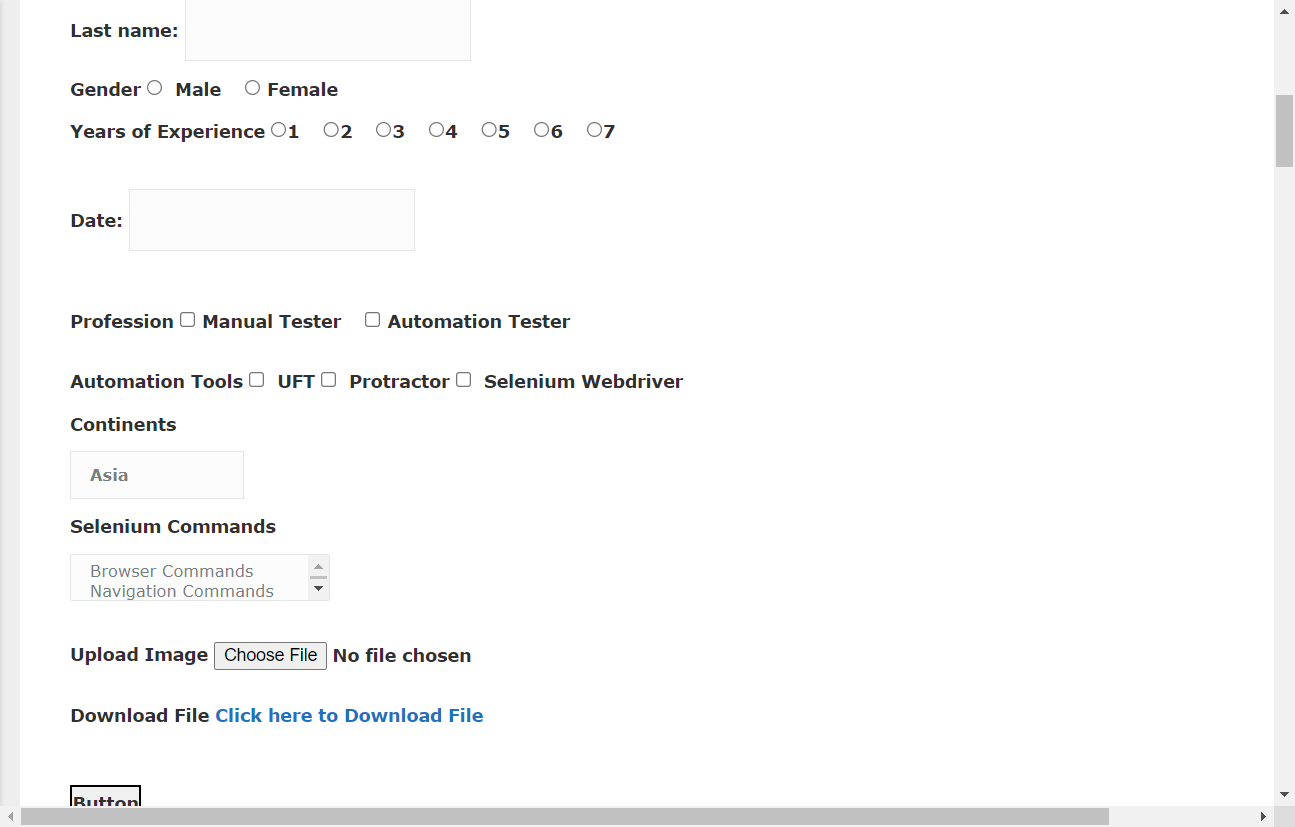 Last name:
Gender Male Female
Years of Experience 1 2 3 4 5 6 7
Date:
Profession Manual Tester Automation Tester
Automation Tools UFT Protractor Selenium Webdriver
Continents
Asia
Selenium Commands
Browser Commands
Navigation Commands
Upload Image Choose File No file chosen
Download File Click here to Download File
Button